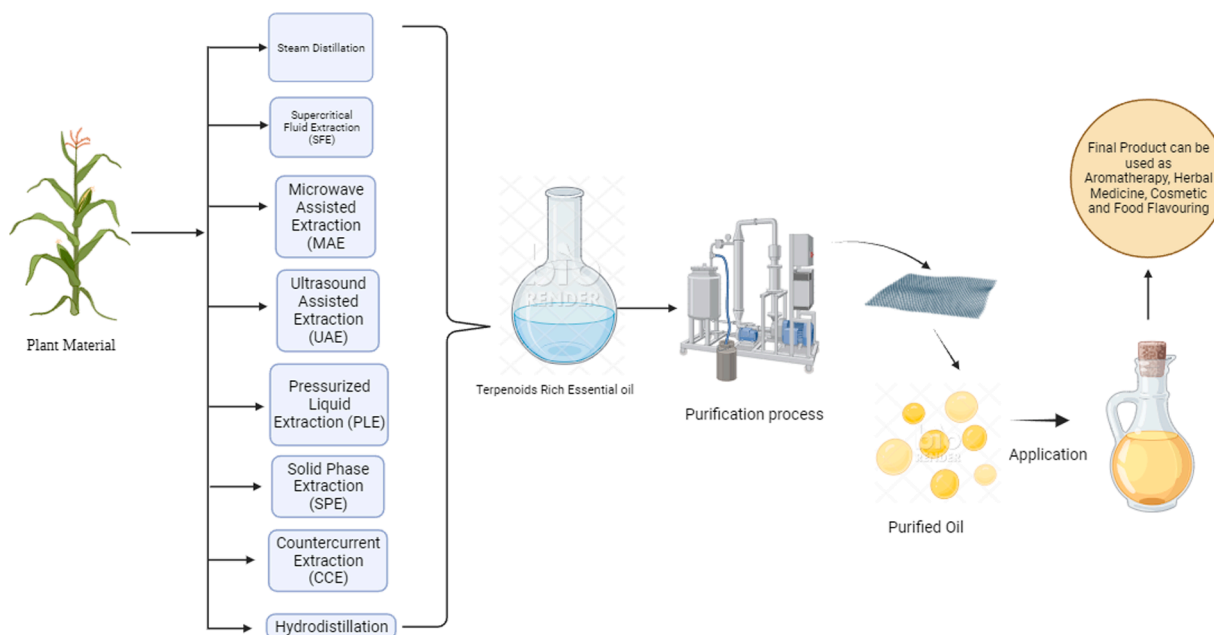 Steam Distillation
Supercritical
Fluid Extraction
(SFE)
Microwave
Assisted
Extraction
(MAE
Ultrasound
Assisted
Extraction
(UAE)
Pressurized
Liquid
Extraction (PLE)
Solid Phase
Extraction
(SPE)
Countercurrent
Extraction
(CCE)
Hydrodistillation
Plant Material
RENDER
Terpenoids Rich Essential oil
Purification process
RENDER
Purified Oil
Application
Final Product can be
used as
Aromatherapy, Herbal
Medicine, Cosmetic
and Food Flavouring